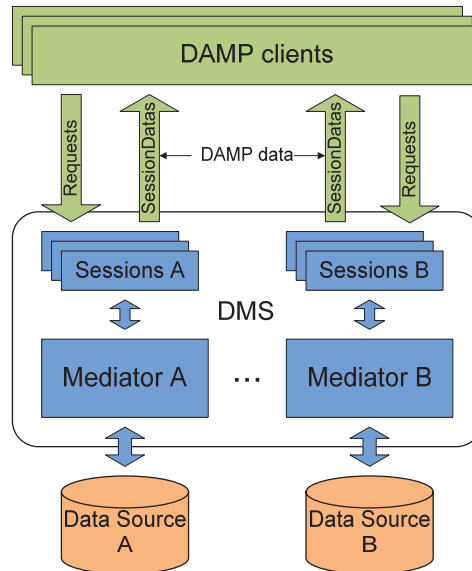 DAMP clients
Requests
SessionDatas
DAMP data
SessionDatas
Requests
Sessions A
Sessions B
DMS
Mediator A
...
Mediator B
Data Source
A
Data Source
B